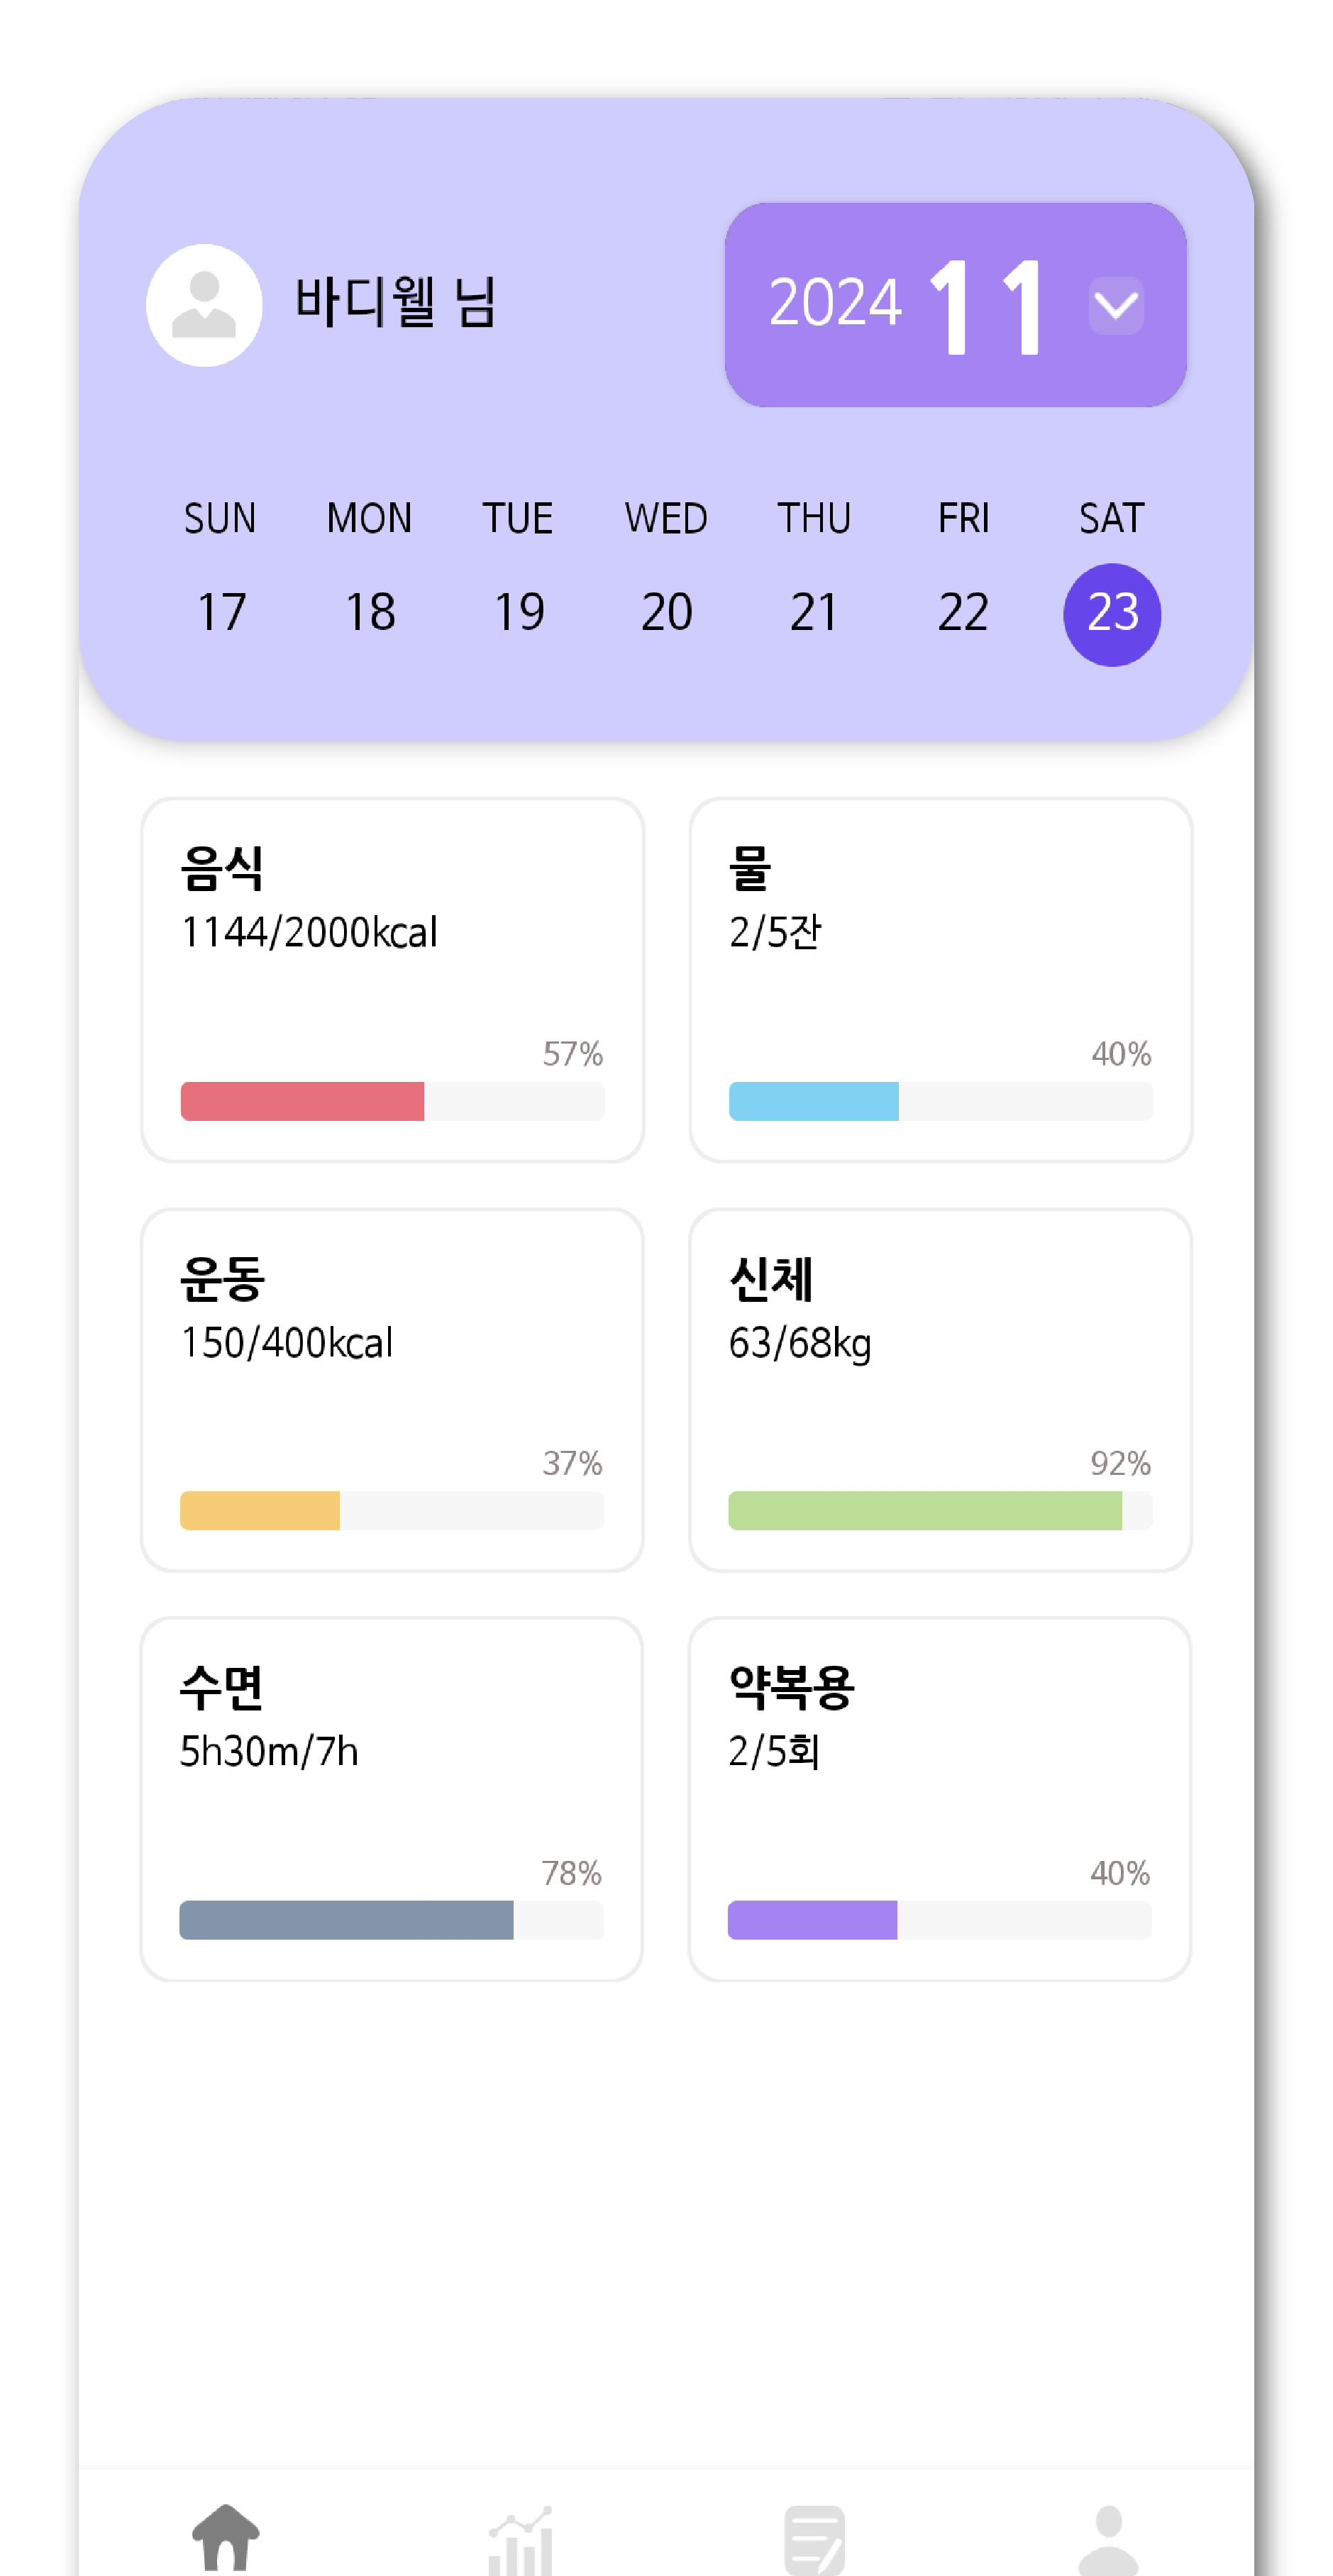 바디웰 님
2024 11
SUN MON TUE WED THU FRI SAT
17 18 19 20 21 22 23
음식
1144/2000kcal
57%
물
2/5잔
40%
운동
150/400kcal
37%
신체
63/68kg
92%
수면
5h30m/7h
78%
약복용
2/5회
40%